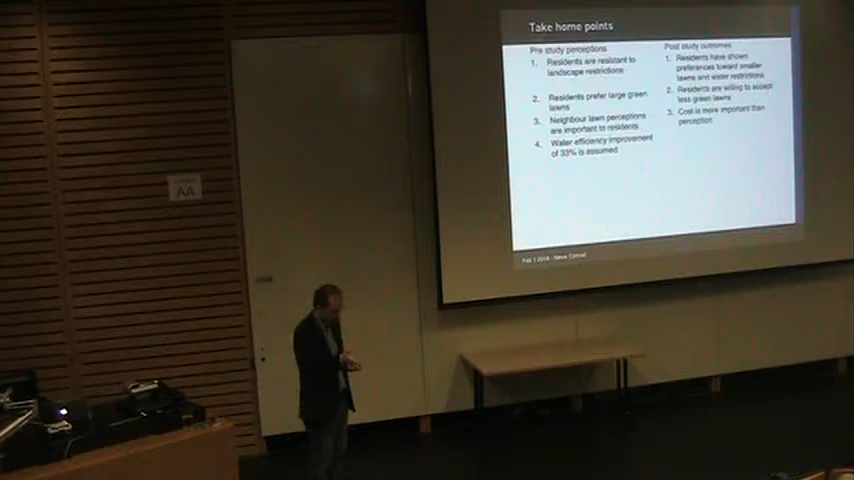 Take home points
Pre study perceptions
1. Residents are resistant to
landscape restrictions
2. Residents prefer large green
lawns
3. Neighbour lawn perceptions
are important to residents
4. Water efficiency improvement
of 33% is assumed
Post study outcomes
1. Residents have shown
preferences toward smaller
lawns and water restrictions
2. Residents are willing to accept
less green lawns
3. Cost is more important than
perception
Steve Conrad
AA